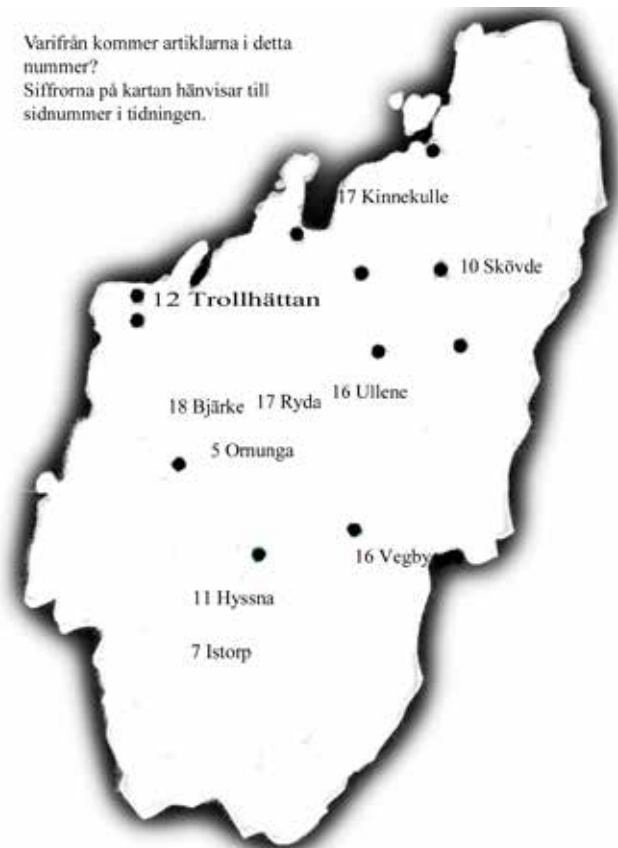 Varifrån kommer artiklarna i detta
nummer?
Siffrorna på kartan hänvisar till
sidnummer i tidningen.
17 Kinnekulle
10 Skövde
12 Trollhättan
16 Ullene
17 Ryda
18 Bjärke
5 Ornunga
16 Vegby
11 Hyssna
7 Istorp